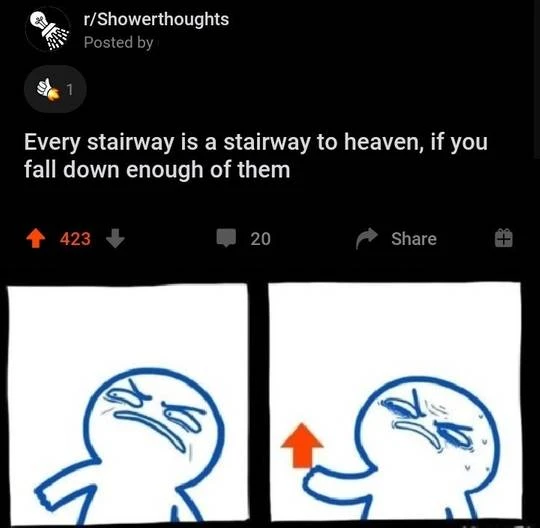 r/Showerthoughts
Posted by
1
Every stairway is a stairway to heaven, if you
fall down enough of them
423
20
Share